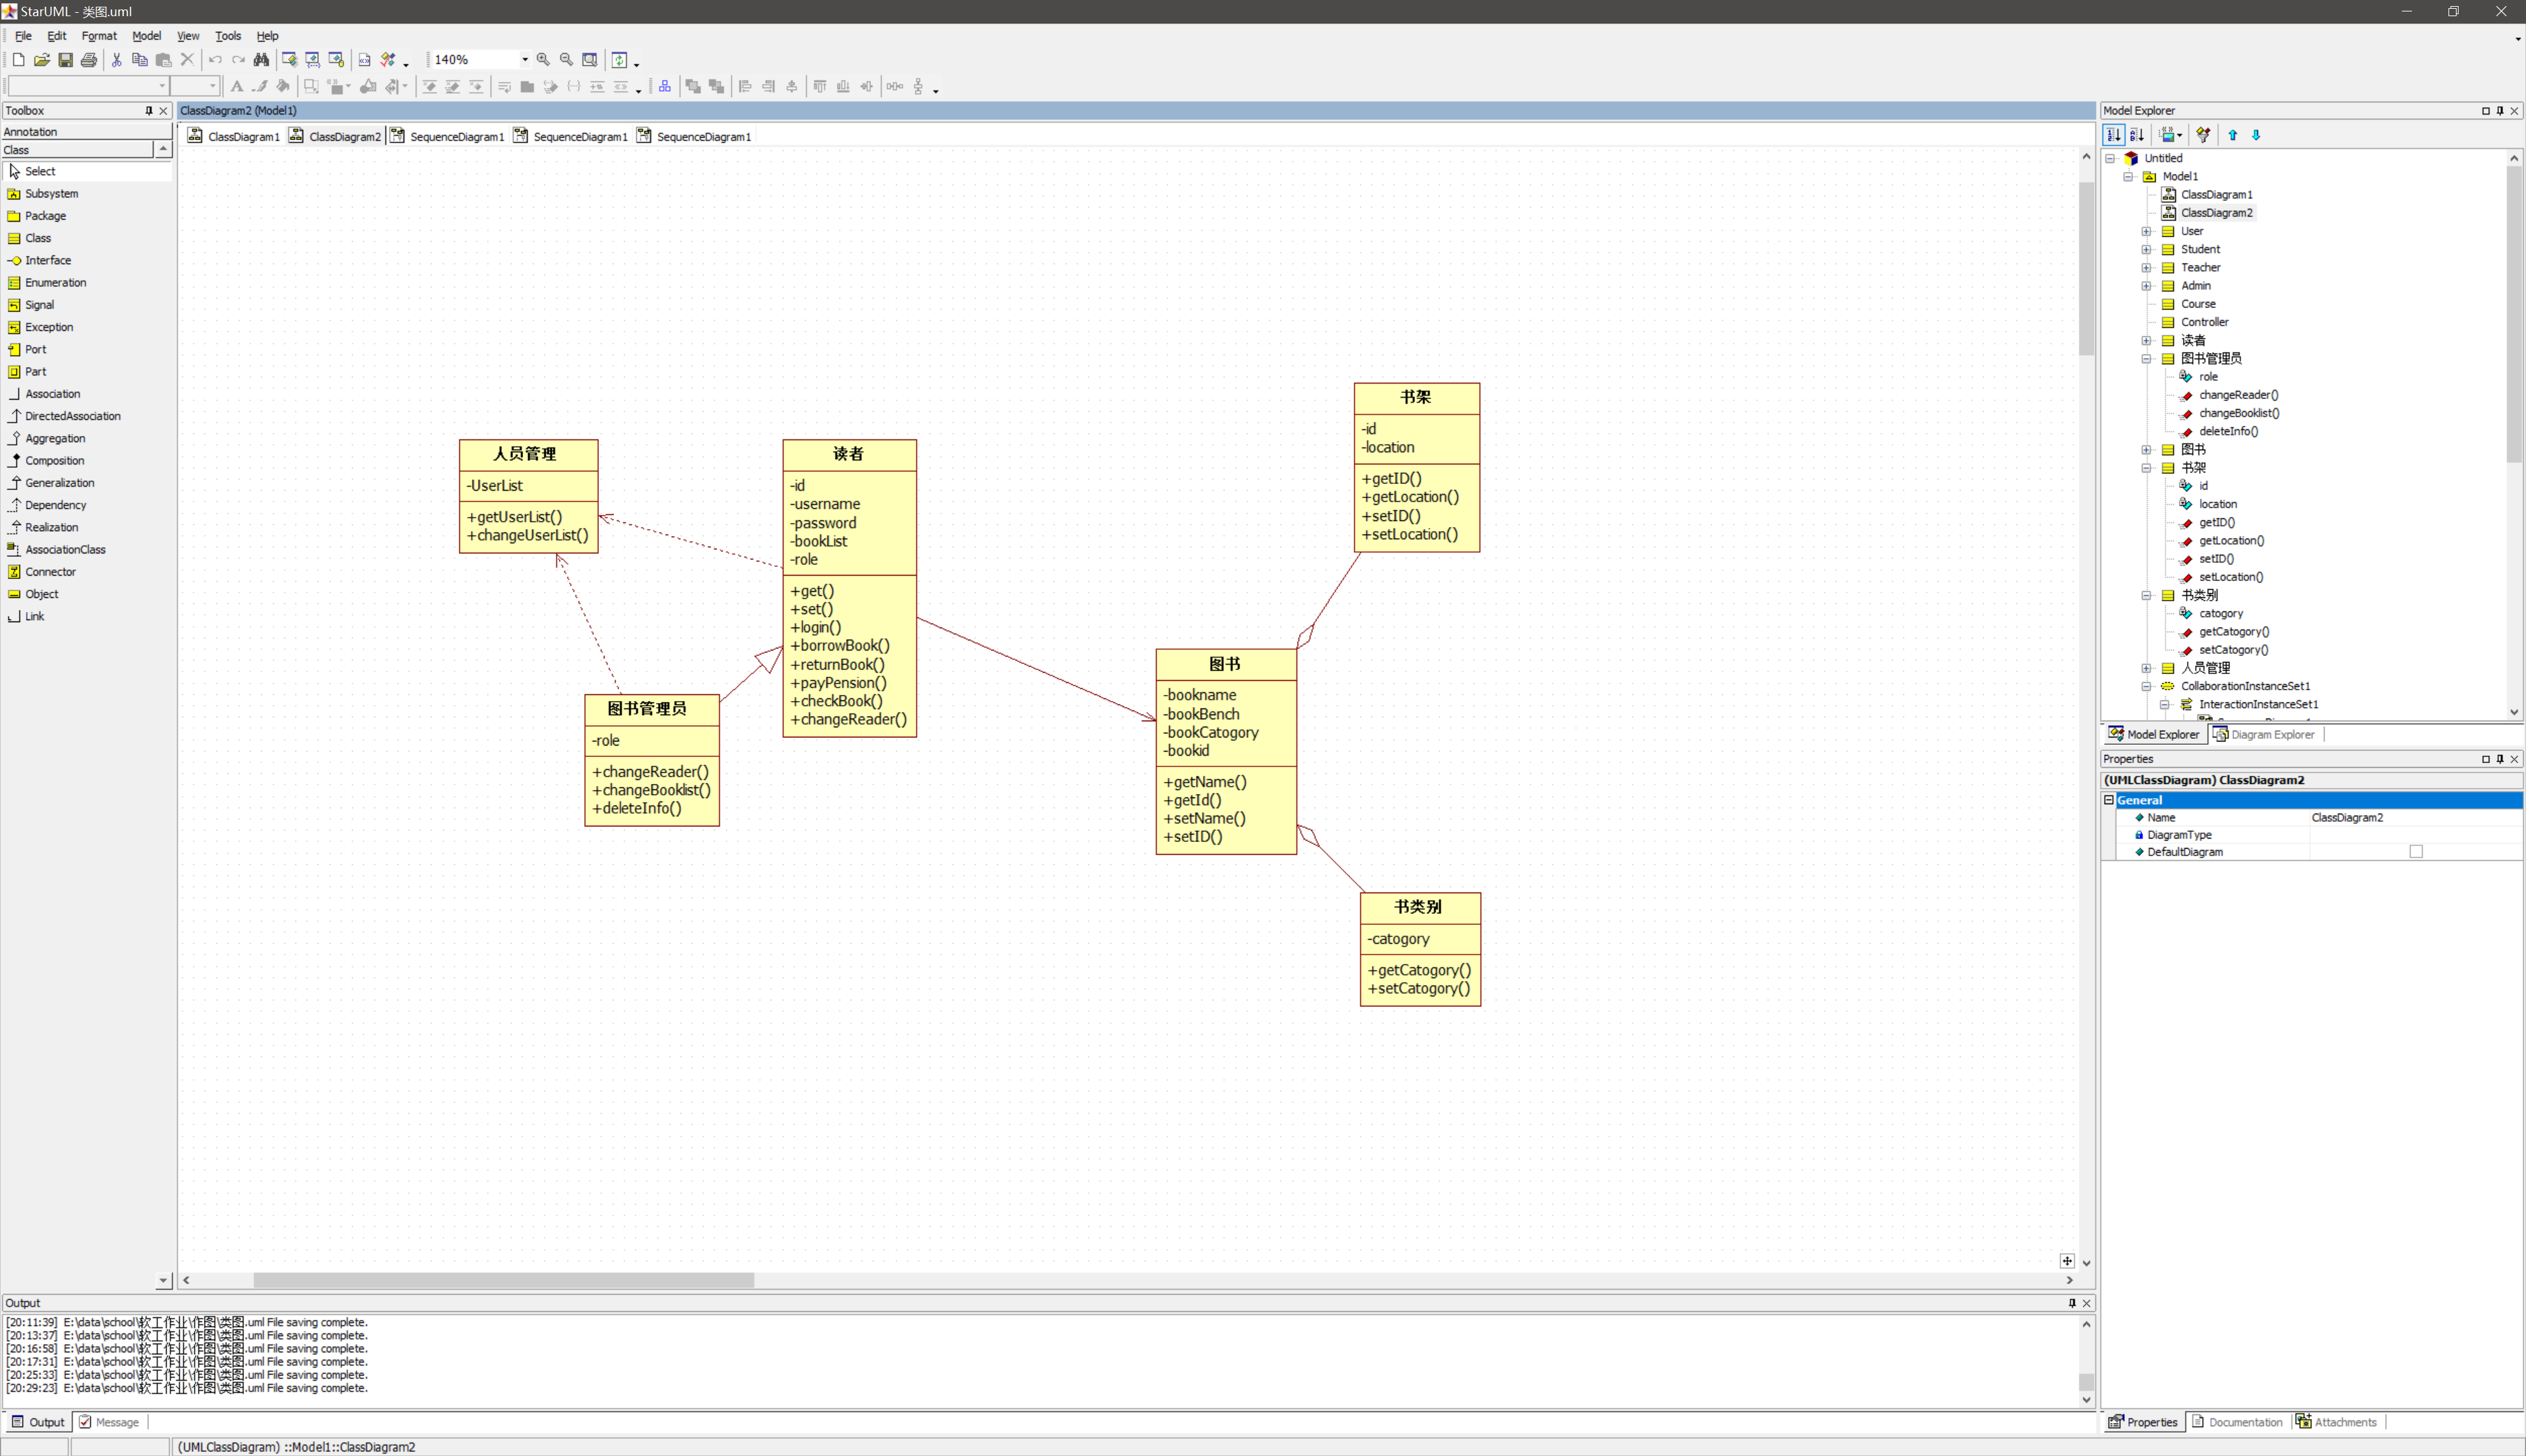 StarUML - 类图.uml
File Edit Format Model View Tools Help
140%
Toolbox
Annotation
Class
Select
Subsystem
Package
Class
Interface
Enumeration
Signal
Exception
Port
Part
Association
DirectedAssociation
Aggregation
Composition
Generalization
Dependency
Realization
AssociationClass
Connector
Object
Link
ClassDiagram2 (Model1)
ClassDiagram1 ClassDiagram2 SequenceDiagram1 SequenceDiagram1 SequenceDiagram1
人员管理
-UserList
+getUserList()
+changeUserList()
读者
-id
-username
-password
-bookList
-role
+get()
+set()
+login()
+borrowBook()
+returnBook()
+payPension()
+checkBook()
+changeReader()
图书管理员
-role
+changeReader()
+changeBooklist()
+deleteInfo()
书架
-id
-location
+getID()
+getLocation()
+setID()
+setLocation()
图书
-bookname
-bookBench
-bookCatogory
-bookid
+getName()
+getId()
+setName()
+setID()
书类别
-catogory
+getCatogory()
+setCatogory()
Model Explorer
Untitled
Model1
ClassDiagram1
ClassDiagram2
User
Student
Teacher
Admin
Course
Controller
读者
图书管理员
role
changeReader()
changeBooklist()
deleteInfo()
图书
书架
id
location
getID()
getLocation()
setID()
setLocation()
书类别
catogory
getCatogory()
setCatogory()
人员管理
CollaborationInstanceSet1
InteractionInstanceSet1
Model Explorer Diagram Explorer
Properties
(UMLClassDiagram) ClassDiagram2
General
Name ClassDiagram2
DiagramType
DefaultDiagram
Properties Documentation Attachments
Output
[20:11:39] E:\data\school\软工作业\作图\类图.uml File saving complete.
[20:13:37] E:\data\school\软工作业\作图\类图.uml File saving complete.
[20:16:58] E:\data\school\软工作业\作图\类图.uml File saving complete.
[20:17:31] E:\data\school\软工作业\作图\类图.uml File saving complete.
[20:25:33] E:\data\school\软工作业\作图\类图.uml File saving complete.
[20:29:23] E:\data\school\软工作业\作图\类图.uml File saving complete.
Output Message
(UMLClassDiagram) ::Model1::ClassDiagram2